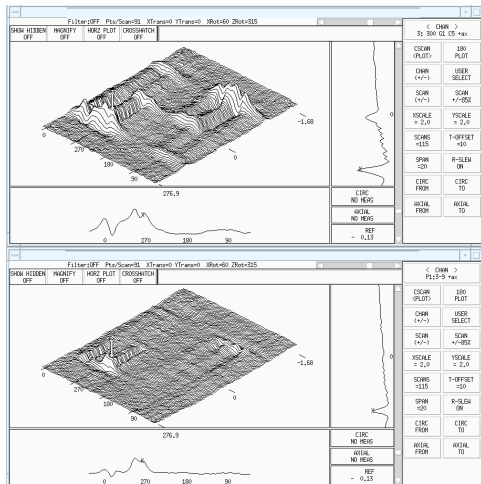 Filter:OFF Pts/Scan=91 XTrans=0 YTrans=0 XRot=60 ZRot=315
SHOW HIDDEN OFF
MAGNIFY OFF
HORZ PLOT OFF
CROSSHATCH OFF
< CHAN >
3: 300 G1 C5 +ax
CSCAN <PLOT>
180 PLOT
CHAN (+/-)
USER SELECT
SCAN (+/-)
SCAN +/-85%
XSCALE = 2.0
YSCALE = 2.0
SCANS =115
T-OFFSET =10
SPAN =20
R-SLEW ON
CIRC FROM
CIRC TO
AXIAL FROM
AXIAL TO
0
270
180
90
0
-1.68
0
276.9
0 270 180 90
CIRC NO MEAS
AXIAL NO MEAS
REF - 0.13
Filter:OFF Pts/Scan=91 XTrans=0 YTrans=0 XRot=60 ZRot=315
SHOW HIDDEN OFF
MAGNIFY OFF
HORZ PLOT OFF
CROSSHATCH OFF
< CHAN >
P1:3-9 +ax
CSCAN <PLOT>
180 PLOT
CHAN (+/-)
USER SELECT
SCAN (+/-)
SCAN +/-85%
XSCALE = 2.0
YSCALE = 2.0
SCANS =115
T-OFFSET =10
SPAN =20
R-SLEW ON
CIRC FROM
CIRC TO
AXIAL FROM
AXIAL TO
0
270
180
90
0
-1.68
0
276.9
0 270 180 90
CIRC NO MEAS
AXIAL NO MEAS
REF - 0.13